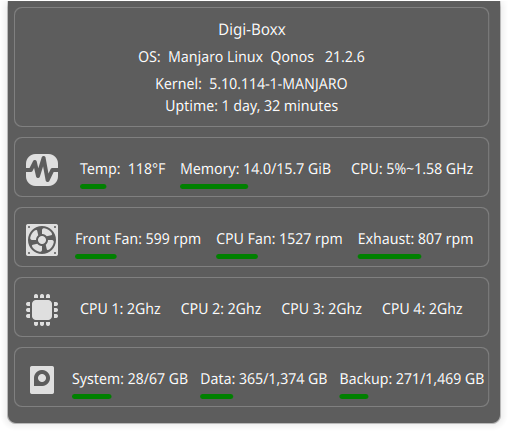 Digi-Boxx
OS: Manjaro Linux Qonos 21.2.6
Kernel: 5.10.114-1-MANJARO
Uptime: 1 day, 32 minutes
Temp: 118°F Memory: 14.0/15.7 GiB CPU: 5%~1.58 GHz
Front Fan: 599 rpm CPU Fan: 1527 rpm Exhaust: 807 rpm
CPU 1: 2Ghz CPU 2: 2Ghz CPU 3: 2Ghz CPU 4: 2Ghz
System: 28/67 GB Data: 365/1,374 GB Backup: 271/1,469 GB